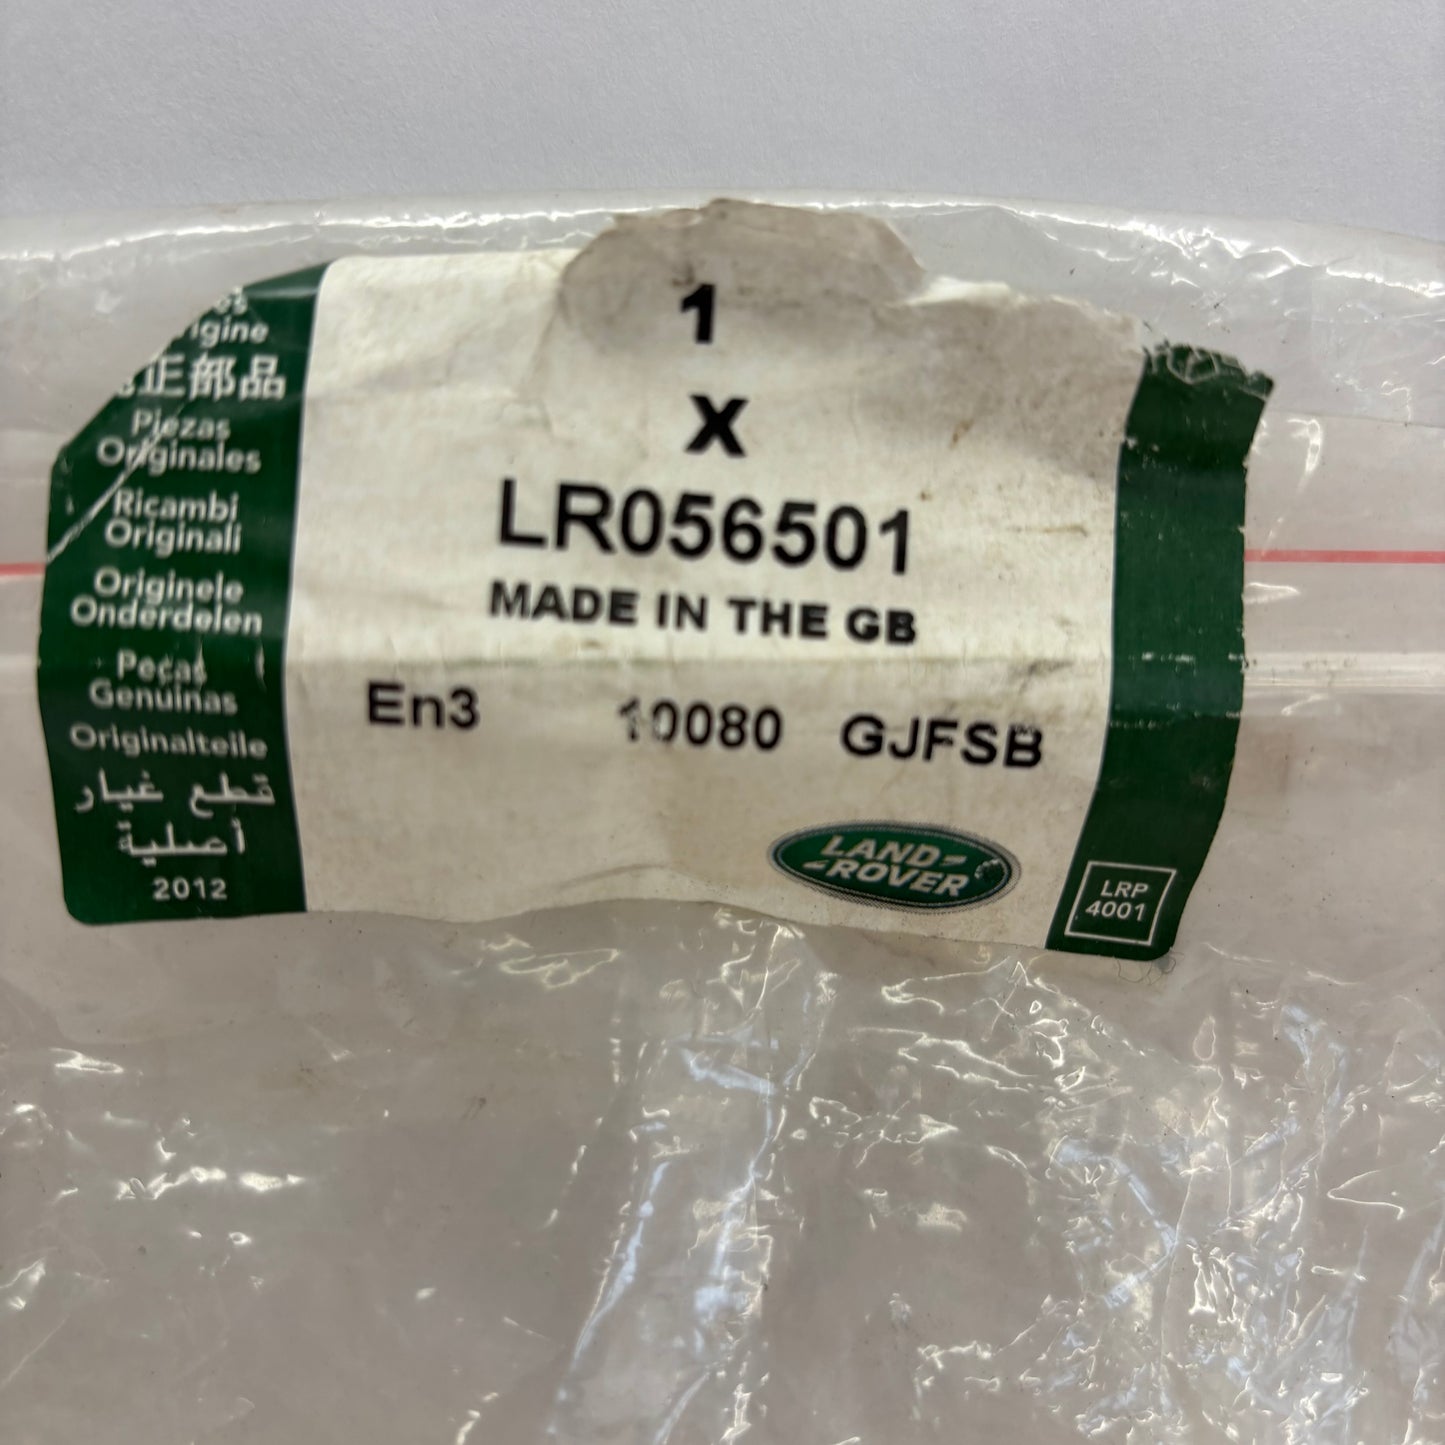 igine
正部品
Piezas
Originales
Ricambi
Originali
Originele
Onderdelen
Peças
Genuinas
Originalteile
قطع غيار
أصلية
2012
1
X
LR056501
MADE IN THE GB
En3 10080 GJFSB
LAND
ROVER
LRP
4001